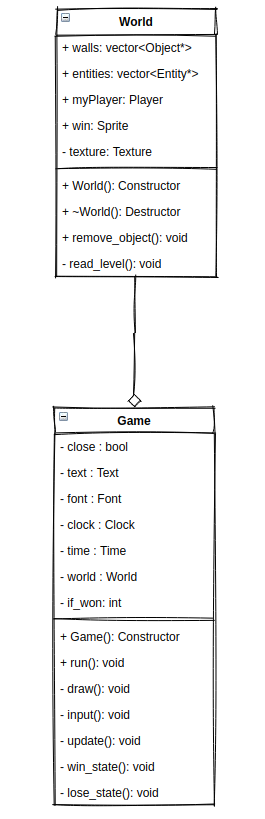 World
+ walls: vector<Object*>
+ entities: vector<Entity*>
+ myPlayer: Player
+ win: Sprite
- texture: Texture
+ World(): Constructor
+ ~World(): Destructor
+ remove_object(): void
- read_level(): void
Game
- close : bool
- text : Text
- font : Font
- clock : Clock
- time : Time
- world : World
- if_won: int
+ Game(): Constructor
+ run(): void
- draw(): void
- input(): void
- update(): void
- win_state(): void
- lose_state(): void